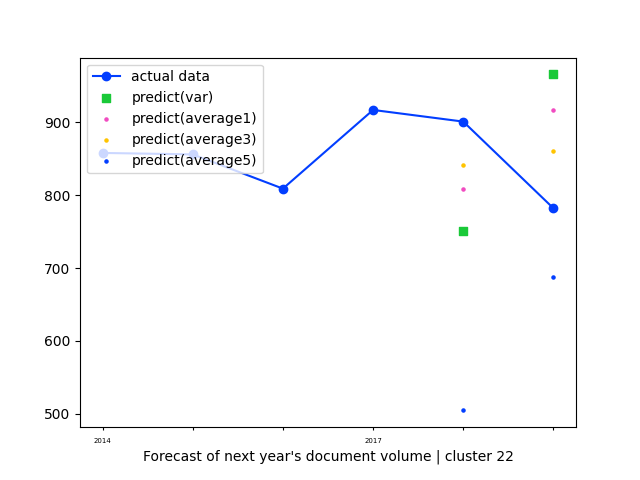 actual data
predict(var)
predict(average1)
predict(average3)
predict(average5)
900
800
700
600
500
2014
2017
Forecast of next year's document volume | cluster 22